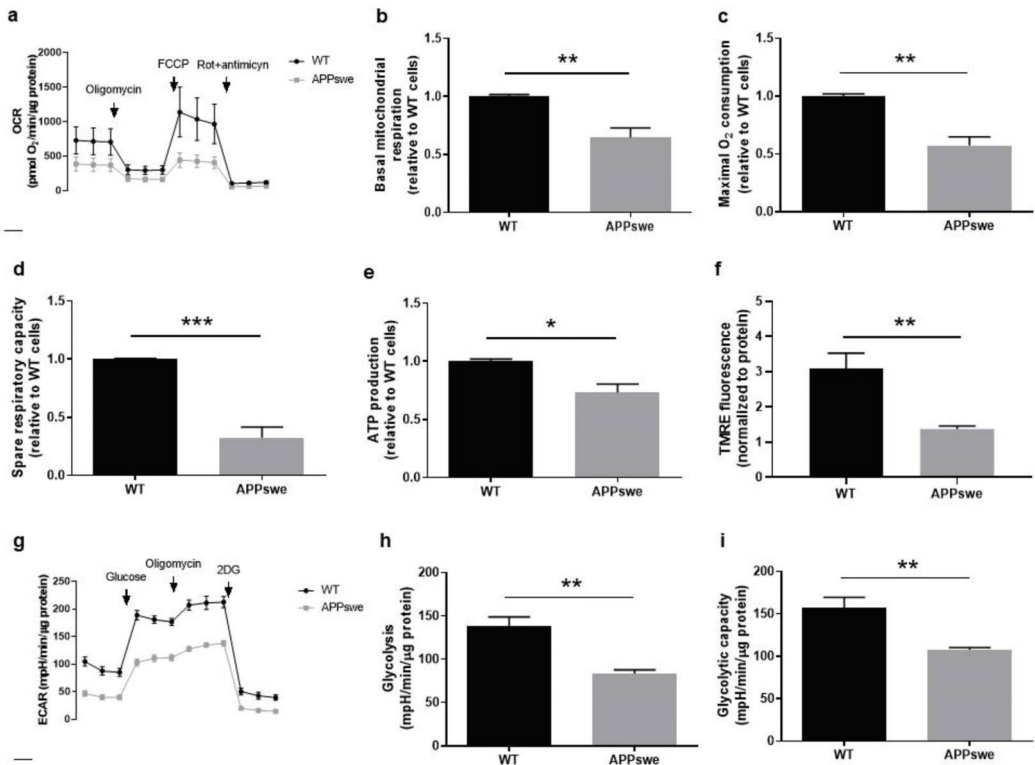 a
2000
1500
1000
500
0
OCR
(pmol O2/min/µg protein)
Oligomycin
FCCP
Rot+antimicyn
WT
APPswe
b
1.5
1.0
0.5
0.0
Basal mitochondrial
respiration
(relative to WT cells)
**
WT
APPswe
c
1.5
1.0
0.5
0.0
Maximal O2 consumption
(relative to WT cells)
**
WT
APPswe
d
1.5
1.0
0.5
0.0
Spare respiratory capacity
(relative to WT cells)
***
WT
APPswe
e
1.5
1.0
0.5
0.0
ATP production
(relative to WT cells)
*
WT
APPswe
f
5
4
3
2
1
0
TMRE fluorescence
(normalized to protein)
**
WT
APPswe
g
250
200
150
100
50
0
ECAR (mpH/min/µg protein)
Glucose
Oligomycin
2DG
WT
APPswe
h
200
150
100
50
0
Glycolysis
(mpH/min/µg protein)
**
WT
APPswe
i
200
150
100
50
0
Glycolytic capacity
(mpH/min/µg protein)
**
WT
APPswe